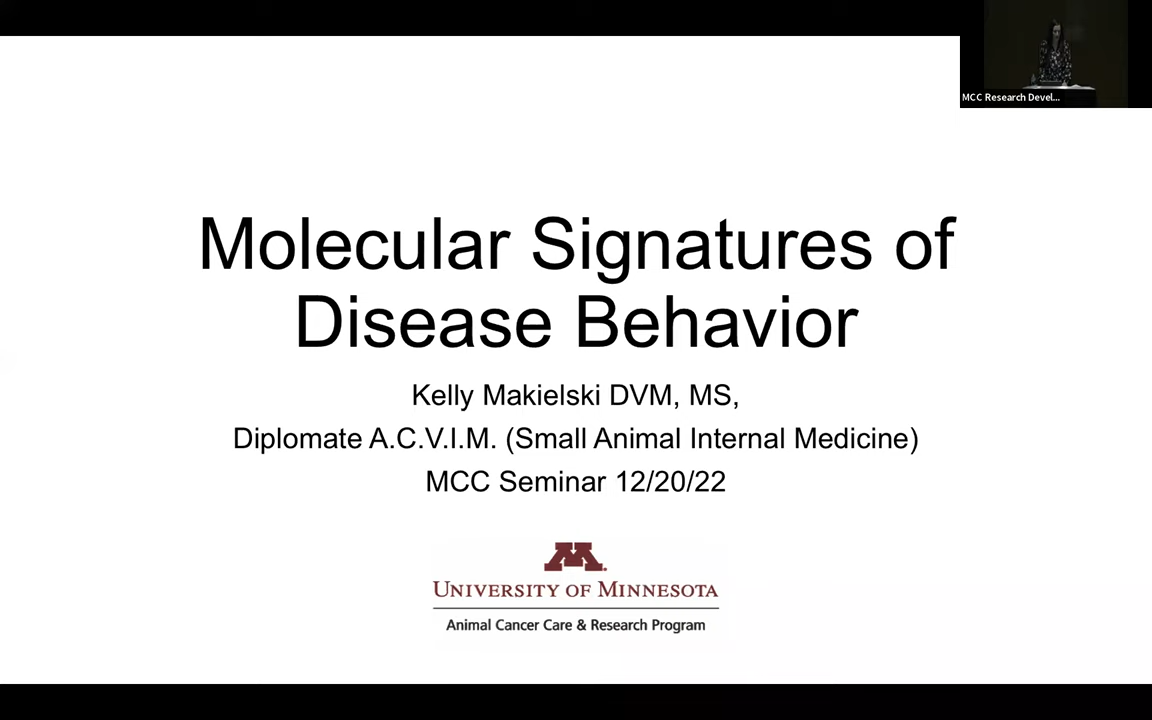 MCC Research Devel...
Molecular Signatures of
Disease Behavior
Kelly Makielski DVM, MS,
Diplomate A.C.V.I.M. (Small Animal Internal Medicine)
MCC Seminar 12/20/22
M
UNIVERSITY OF MINNESOTA
Animal Cancer Care & Research Program